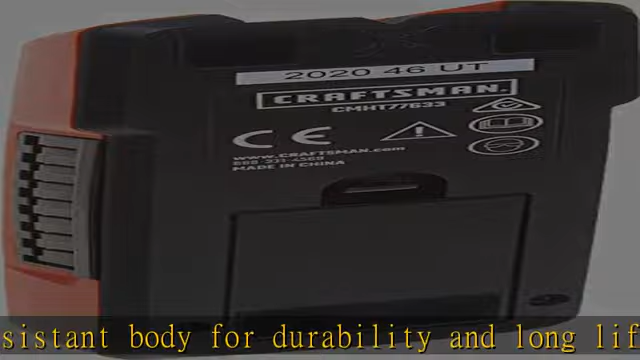 2020 46 UT
CRAFTSMAN.
CMHT77633
CE
www.CRAFTSMAN.com
MADE IN CHINA
sistant body for durability and long lif